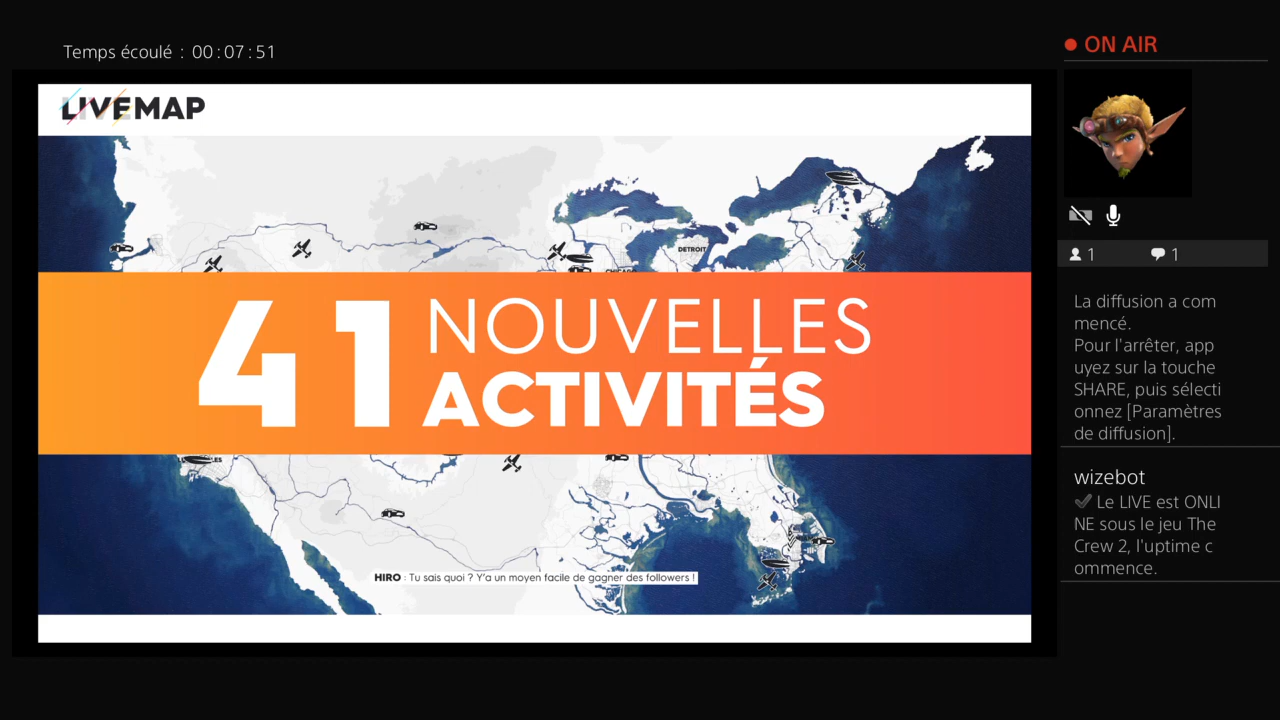 Temps écoulé : 00:07:51
ON AIR
LIVEMAP
DETROIT
41 NOUVELLES
ACTIVITÉS
HIRO : Tu sais quoi ? Y'a un moyen facile de gagner des followers !
1
1
La diffusion a com
mencé.
Pour l'arrêter, app
uyez sur la touche
SHARE, puis sélecti
onnez [Paramètres
de diffusion].
wizebot
Le LIVE est ONLI
NE sous le jeu The
Crew 2, l'uptime c
ommence.